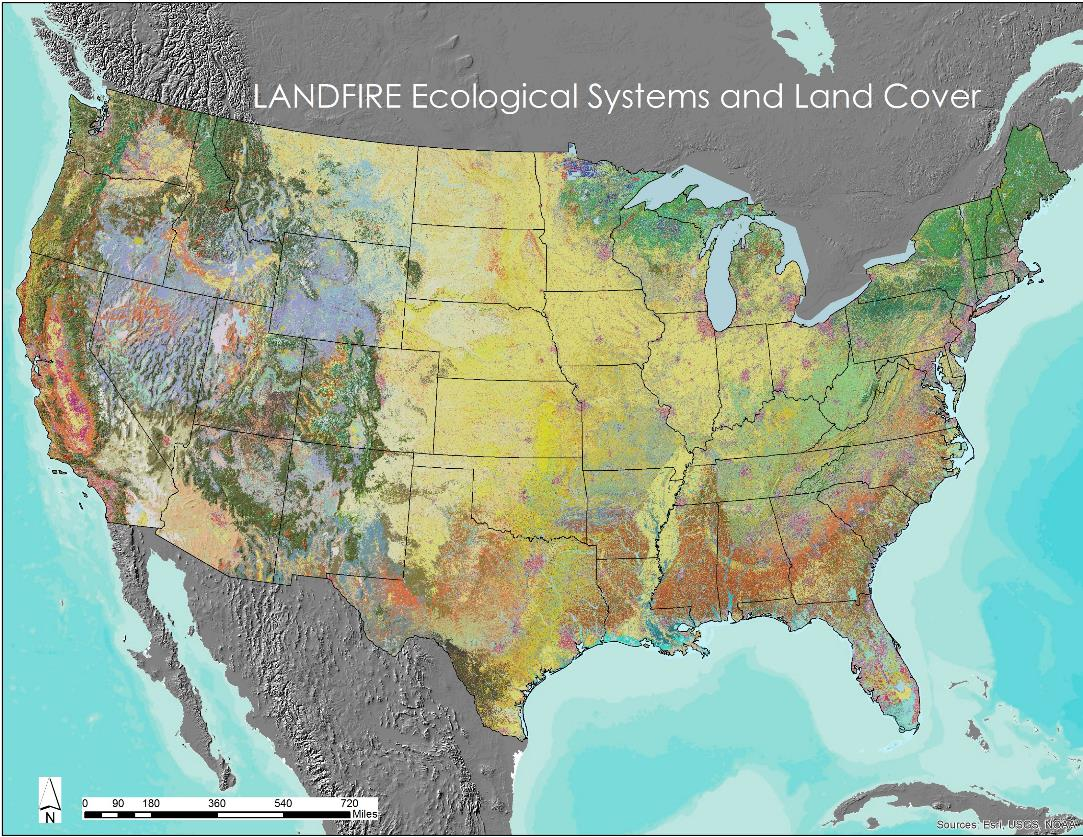 LANDFIRE Ecological Systems and Land Cover
N
0 90 180 360 540 720
Miles
Sources: Esri, USGS, NOAA